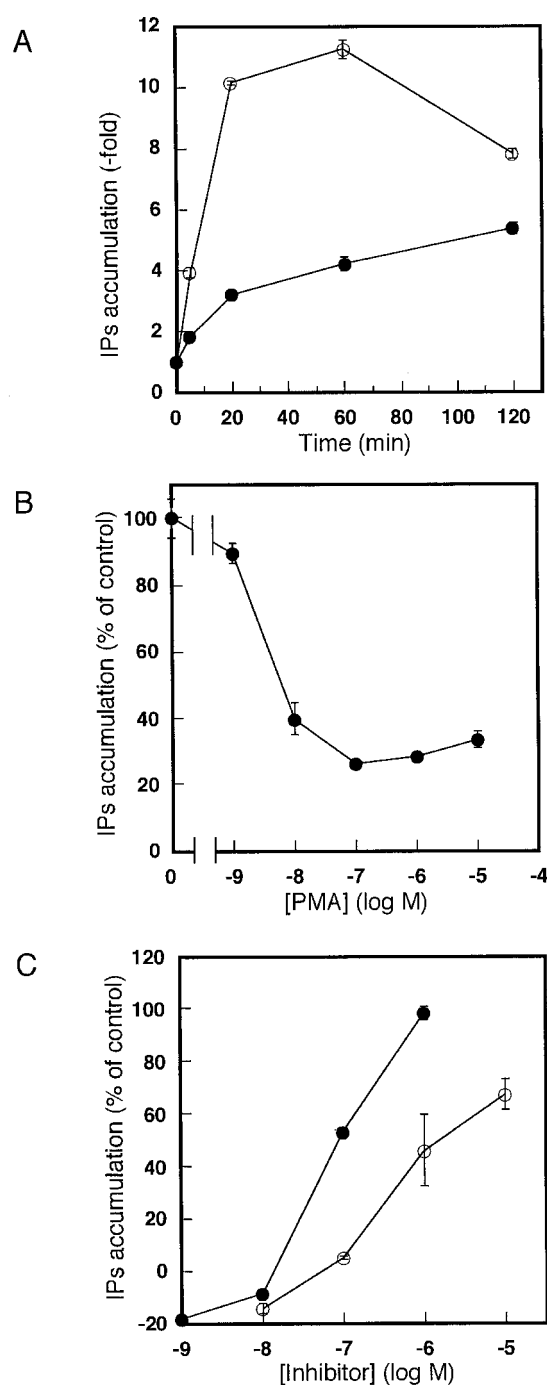 A
IPs accumulation (-fold)
12
10
8
6
4
2
0
0 20 40 60 80 100 120
Time (min)
B
IPs accumulation (% of control)
100
80
60
40
20
0
0 -9 -8 -7 -6 -5 -4
[PMA] (log M)
C
IPs accumulation (% of control)
120
100
80
60
40
20
0
-20
-9 -8 -7 -6 -5
[Inhibitor] (log M)